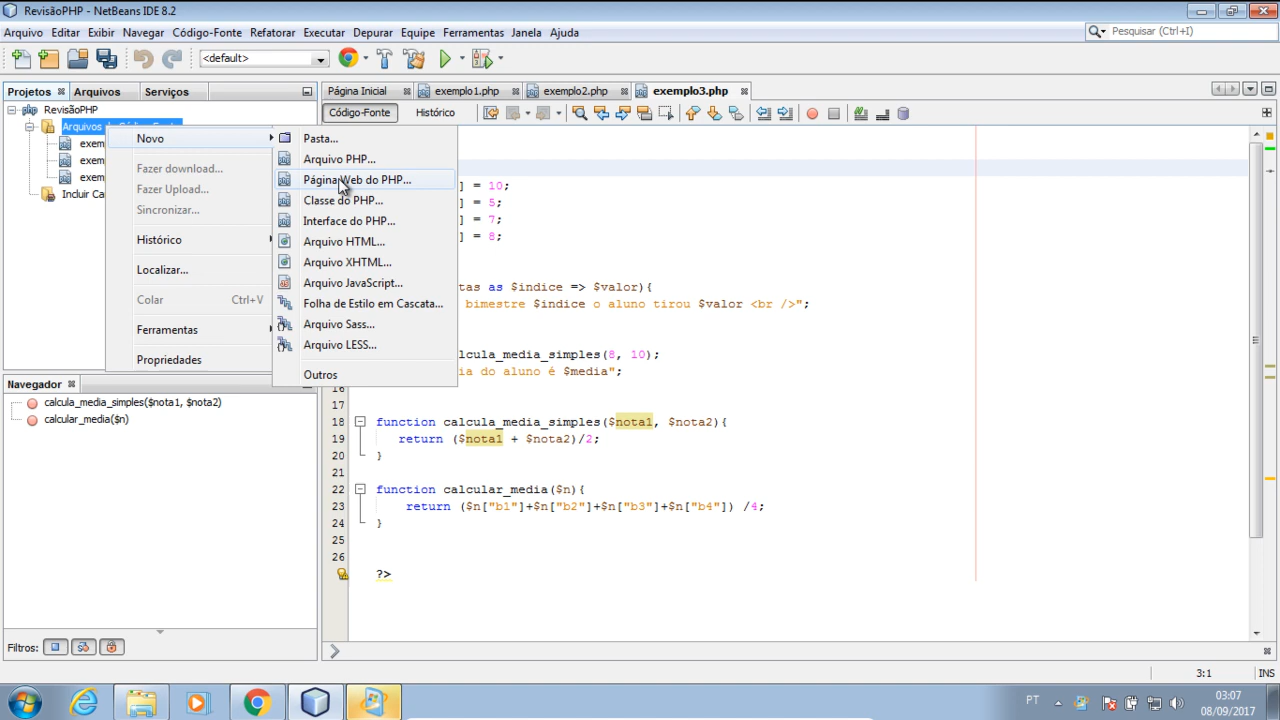 RevisãoPHP - NetBeans IDE 8.2
Arquivo Editar Exibir Navegar Código-Fonte Refatorar Executar Depurar Equipe Ferramentas Janela Ajuda
Pesquisar (Ctrl+I)
<default>
Projetos Arquivos Serviços
Página Inicial exemplo1.php exemplo2.php exemplo3.php
Código-Fonte Histórico
RevisãoPHP
Arquivos
exem
exem
exem
Incluir Ca
Novo
Fazer download...
Fazer Upload...
Sincronizar...
Histórico
Localizar...
Colar Ctrl+V
Ferramentas
Propriedades
Pasta...
Arquivo PHP...
Página Web do PHP...
Classe do PHP...
Interface do PHP...
Arquivo HTML...
Arquivo XHTML...
Arquivo JavaScript...
Folha de Estilo em Cascata...
Arquivo Sass...
Arquivo LESS...
Outros
] = 10;
] = 5;
] = 7;
] = 8;
tas as $indice => $valor){
bimestre $indice o aluno tirou $valor <br />";
lcula_media_simples(8, 10);
ia do aluno é $media";
16
17
18 function calcula_media_simples($nota1, $nota2){
19 return ($nota1 + $nota2)/2;
20 }
21
22 function calcular_media($n){
23 return ($n["b1"]+$n["b2"]+$n["b3"]+$n["b4"]) /4;
24 }
25
26
?>
Navegador
calcula_media_simples($nota1, $nota2)
calcular_media($n)
Filtros:
3:1 INS
PT
03:07
08/09/2017